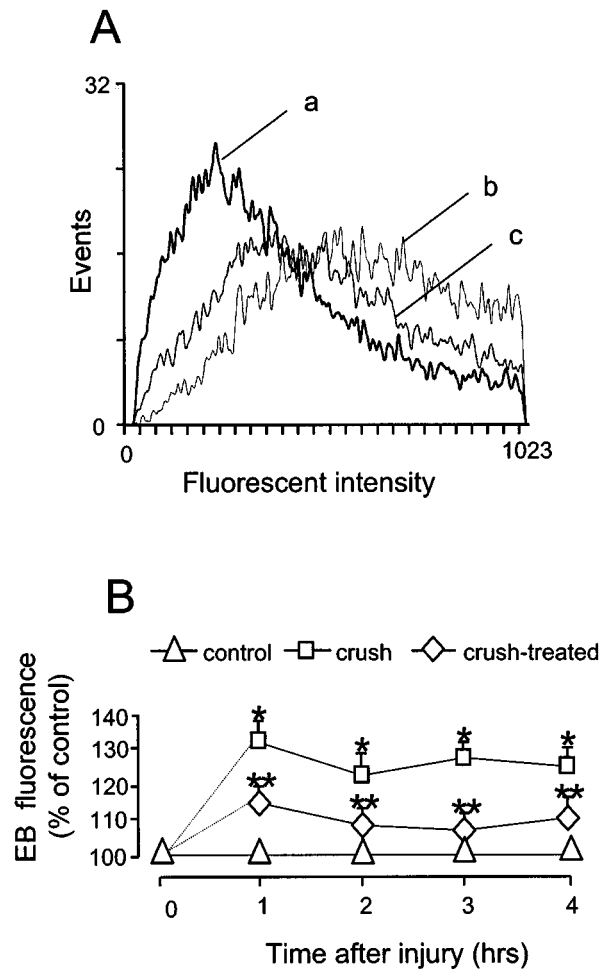 A
32
a
b
c
Events
0
0
1023
Fluorescent intensity
B
control crush crush-treated
EB fluorescence
(% of control)
140
130
120
110
100
* * * *
** ** ** **
0 1 2 3 4
Time after injury (hrs)